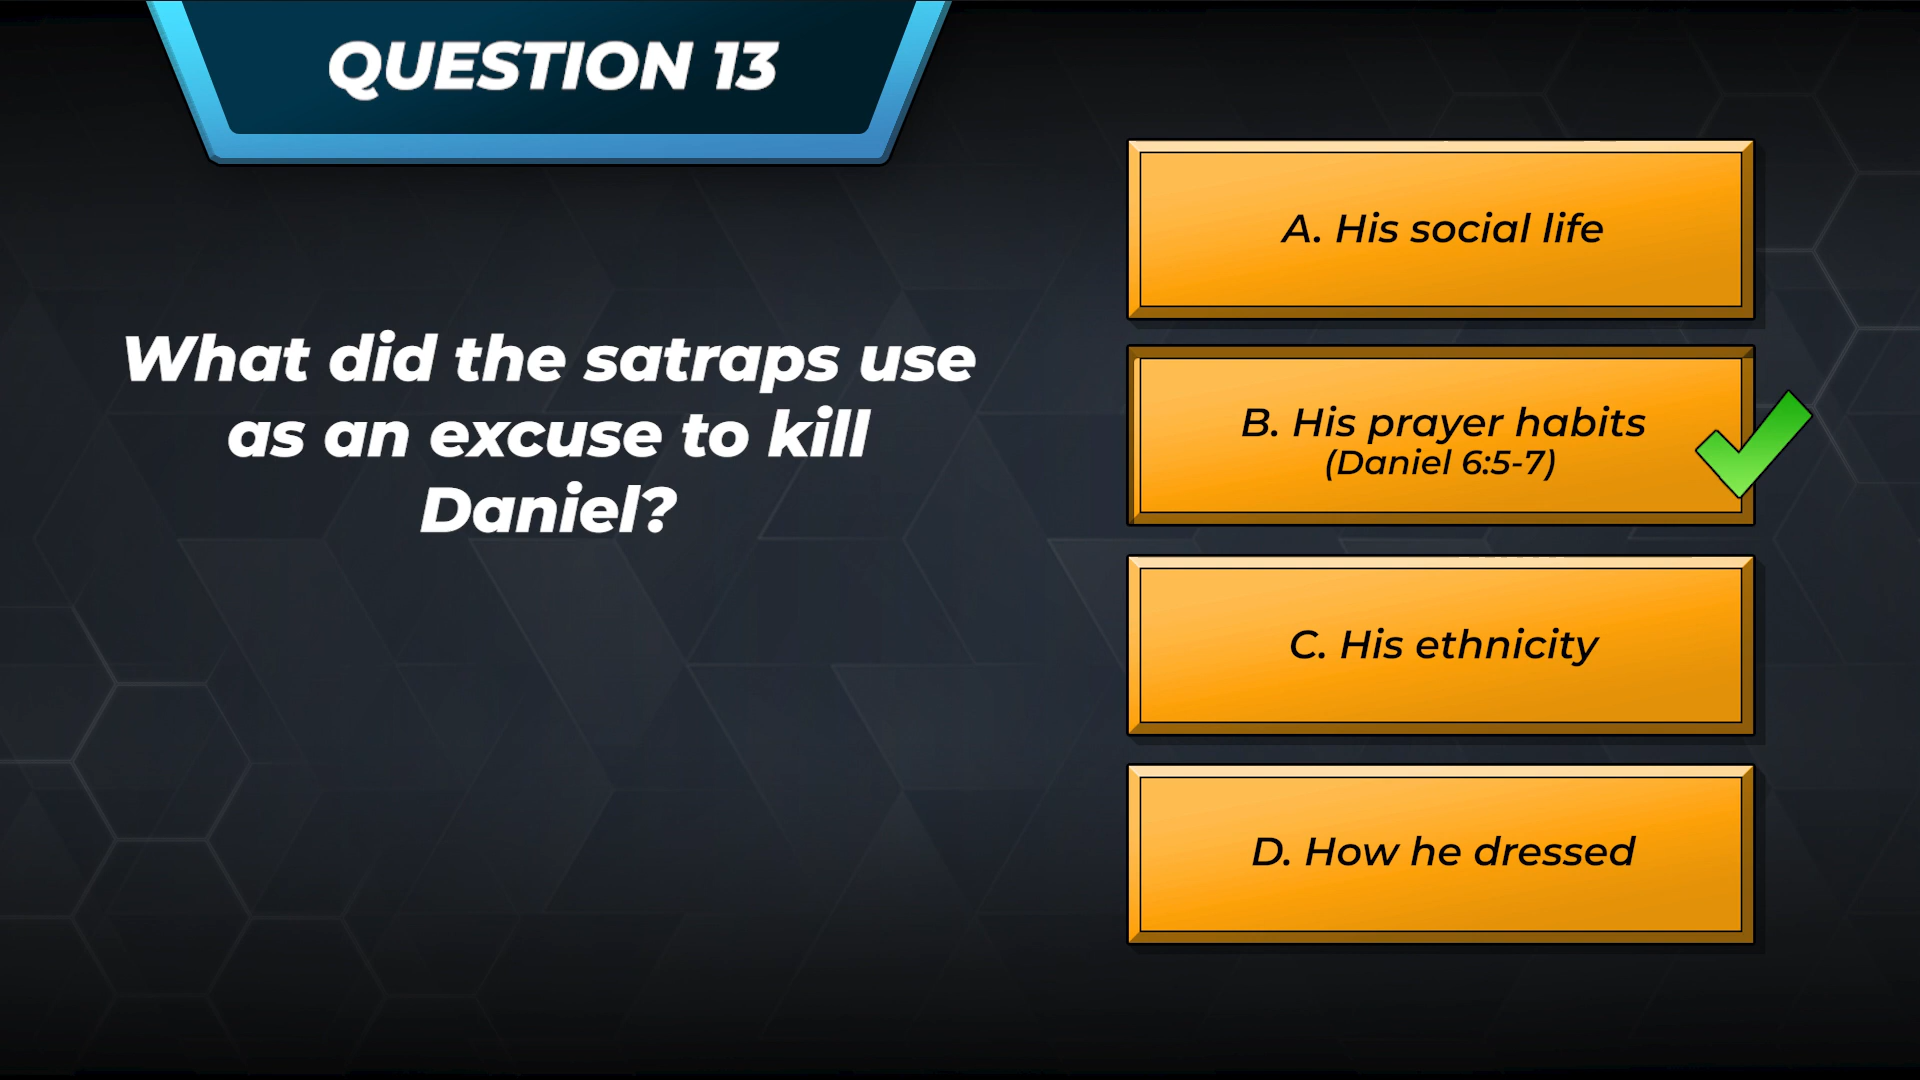 QUESTION 13
What did the satraps use
as an excuse to kill
Daniel?
A. His social life
B. His prayer habits
(Daniel 6:5-7)
C. His ethnicity
D. How he dressed